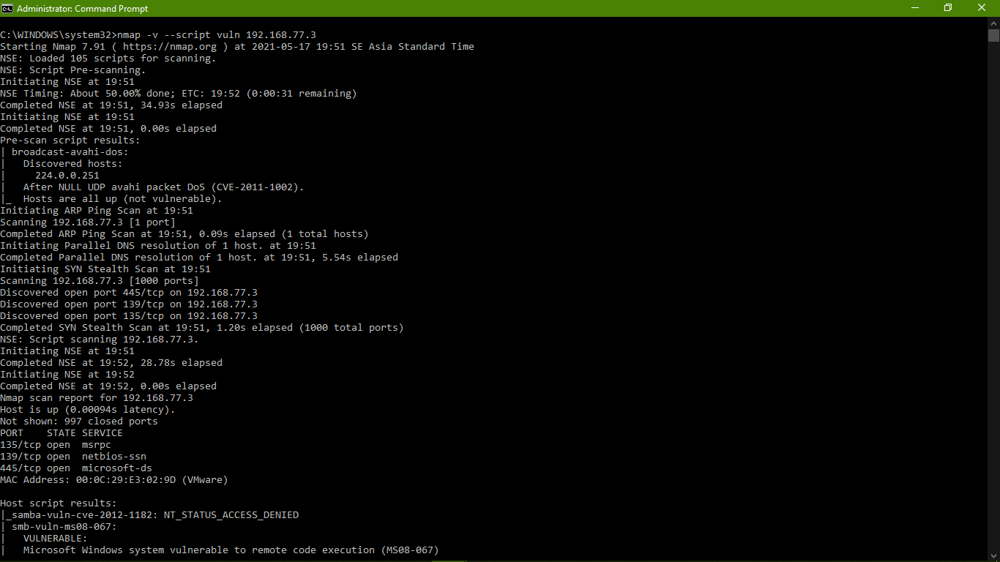 Administrator: Command Prompt
C:\WINDOWS\system32>nmap -v --script vuln 192.168.77.3
Starting Nmap 7.91 ( https://nmap.org ) at 2021-05-17 19:51 SE Asia Standard Time
NSE: Loaded 105 scripts for scanning.
NSE: Script Pre-scanning.
Initiating NSE at 19:51
NSE Timing: About 50.00% done; ETC: 19:52 (0:00:31 remaining)
Completed NSE at 19:51, 34.93s elapsed
Initiating NSE at 19:51
Completed NSE at 19:51, 0.00s elapsed
Pre-scan script results:
| broadcast-avahi-dos:
|   Discovered hosts:
|     224.0.0.251
|   After NULL UDP avahi packet DoS (CVE-2011-1002).
|_  Hosts are all up (not vulnerable).
Initiating ARP Ping Scan at 19:51
Scanning 192.168.77.3 [1 port]
Completed ARP Ping Scan at 19:51, 0.09s elapsed (1 total hosts)
Initiating Parallel DNS resolution of 1 host. at 19:51
Completed Parallel DNS resolution of 1 host. at 19:51, 5.54s elapsed
Initiating SYN Stealth Scan at 19:51
Scanning 192.168.77.3 [1000 ports]
Discovered open port 445/tcp on 192.168.77.3
Discovered open port 139/tcp on 192.168.77.3
Discovered open port 135/tcp on 192.168.77.3
Completed SYN Stealth Scan at 19:51, 1.20s elapsed (1000 total ports)
NSE: Script scanning 192.168.77.3.
Initiating NSE at 19:51
Completed NSE at 19:52, 28.78s elapsed
Initiating NSE at 19:52
Completed NSE at 19:52, 0.00s elapsed
Nmap scan report for 192.168.77.3
Host is up (0.00094s latency).
Not shown: 997 closed ports
PORT    STATE SERVICE
135/tcp open  msrpc
139/tcp open  netbios-ssn
445/tcp open  microsoft-ds
MAC Address: 00:0C:29:E3:02:9D (VMware)
Host script results:
|_samba-vuln-cve-2012-1182: NT_STATUS_ACCESS_DENIED
| smb-vuln-ms08-067:
|   VULNERABLE:
|   Microsoft Windows system vulnerable to remote code execution (MS08-067)